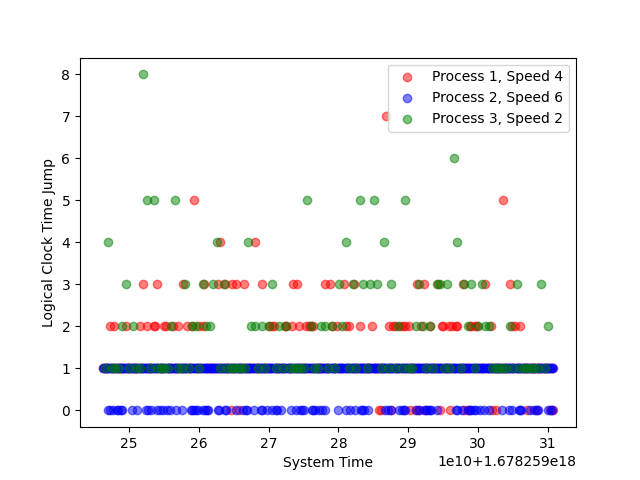 8
7
6
5
4
3
2
1
0
Logical Clock Time Jump
Process 1, Speed 4
Process 2, Speed 6
Process 3, Speed 2
25 26 27 28 29 30 31
System Time
1e10+1.678259e18